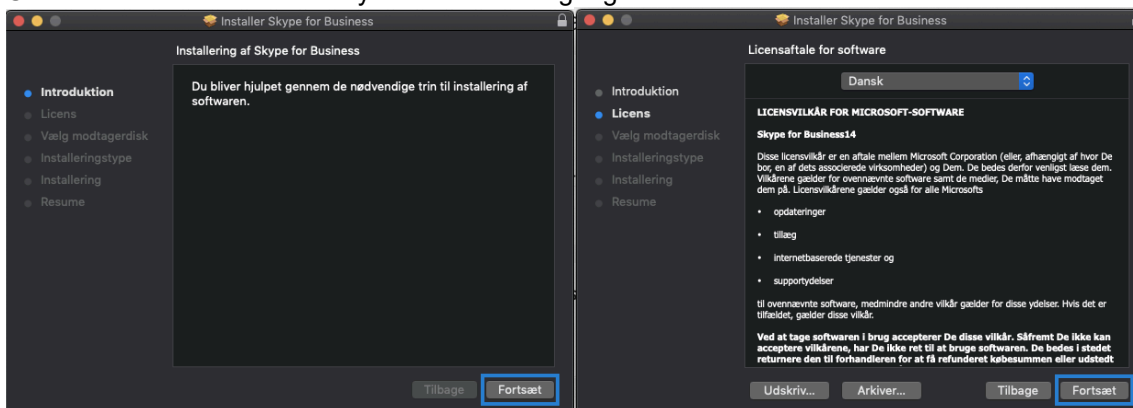 Installer Skype for Business
Installering af Skype for Business
Introduktion
Licens
Vælg modtagerdisk
Installeringstype
Installering
Resume
Du bliver hjulpet gennem de nødvendige trin til installering af
softwaren.
Tilbage
Fortsæt
Installer Skype for Business
Licensaftale for software
Introduktion
Licens
Vælg modtagerdisk
Installeringstype
Installering
Resume
Dansk
LICENSVILKÅR FOR MICROSOFT-SOFTWARE
Skype for Business14
Disse licensvilkår er en aftale mellem Microsoft Corporation (eller, afhængigt af hvor De
bor, en af dets associerede virksomheder) og Dem. De bedes derfor venligst læse dem.
Vilkårene gælder for ovennævnte software samt de medier, De måtte have modtaget
dem på. Licensvilkårene gælder også for alle Microsofts
• opdateringer
• tillæg
• internetbaserede tjenester og
• supportydelser
til ovennævnte software, medmindre andre vilkår gælder for disse ydelser. Hvis det er
tilfældet, gælder disse vilkår.
Ved at tage softwaren i brug accepterer De disse vilkår. Såfremt De ikke kan
acceptere vilkårene, har De ikke ret til at bruge softwaren. De bedes i stedet
returnere den til forhandleren for at få refunderet købesummen eller udstedt
Udskriv...
Arkiver...
Tilbage
Fortsæt